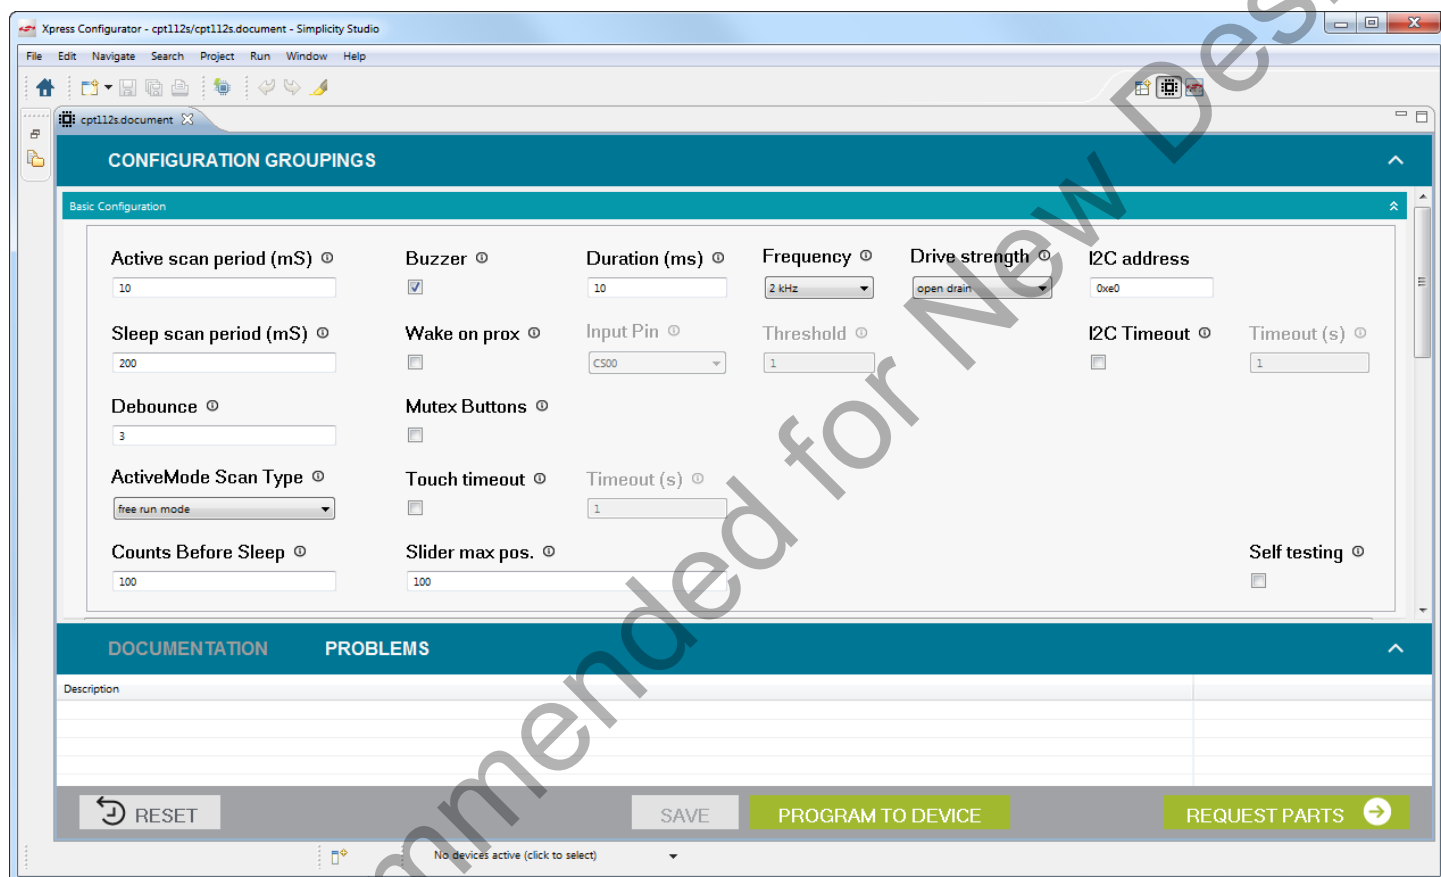 Xpress Configurator - cpt112s/cpt112s.document - Simplicity Studio
File Edit Navigate Search Project Run Window Help
cpt112s.document
CONFIGURATION GROUPINGS
Basic Configuration
Active scan period (mS) Buzzer Duration (ms) Frequency Drive strength I2C address
10 10 2 kHz open drain 0xe0
Sleep scan period (mS) Wake on prox Input Pin Threshold I2C Timeout Timeout (s)
200 CS00 1 1
Debounce Mutex Buttons
3
ActiveMode Scan Type Touch timeout Timeout (s)
free run mode 1
Counts Before Sleep Slider max pos. Self testing
100 100
DOCUMENTATION PROBLEMS
Description
RESET SAVE PROGRAM TO DEVICE REQUEST PARTS
No devices active (click to select)
mmended for New Des